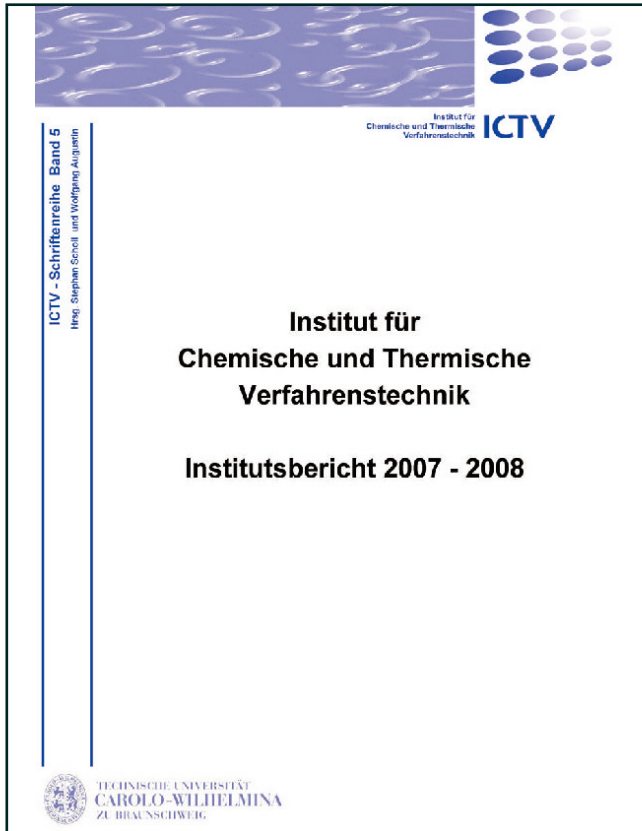 Institut für
Chemische und Thermische
Verfahrenstechnik
ICTV
ICTV - Schriftenreihe Band 5
Hrsg. Stephan Scholl und Wolfgang Augustin
Institut für
Chemische und Thermische
Verfahrenstechnik
Institutsbericht 2007 - 2008
TECHNISCHE UNIVERSITÄT
CAROLO-WILHELMINA
ZU BRAUNSCHWEIG